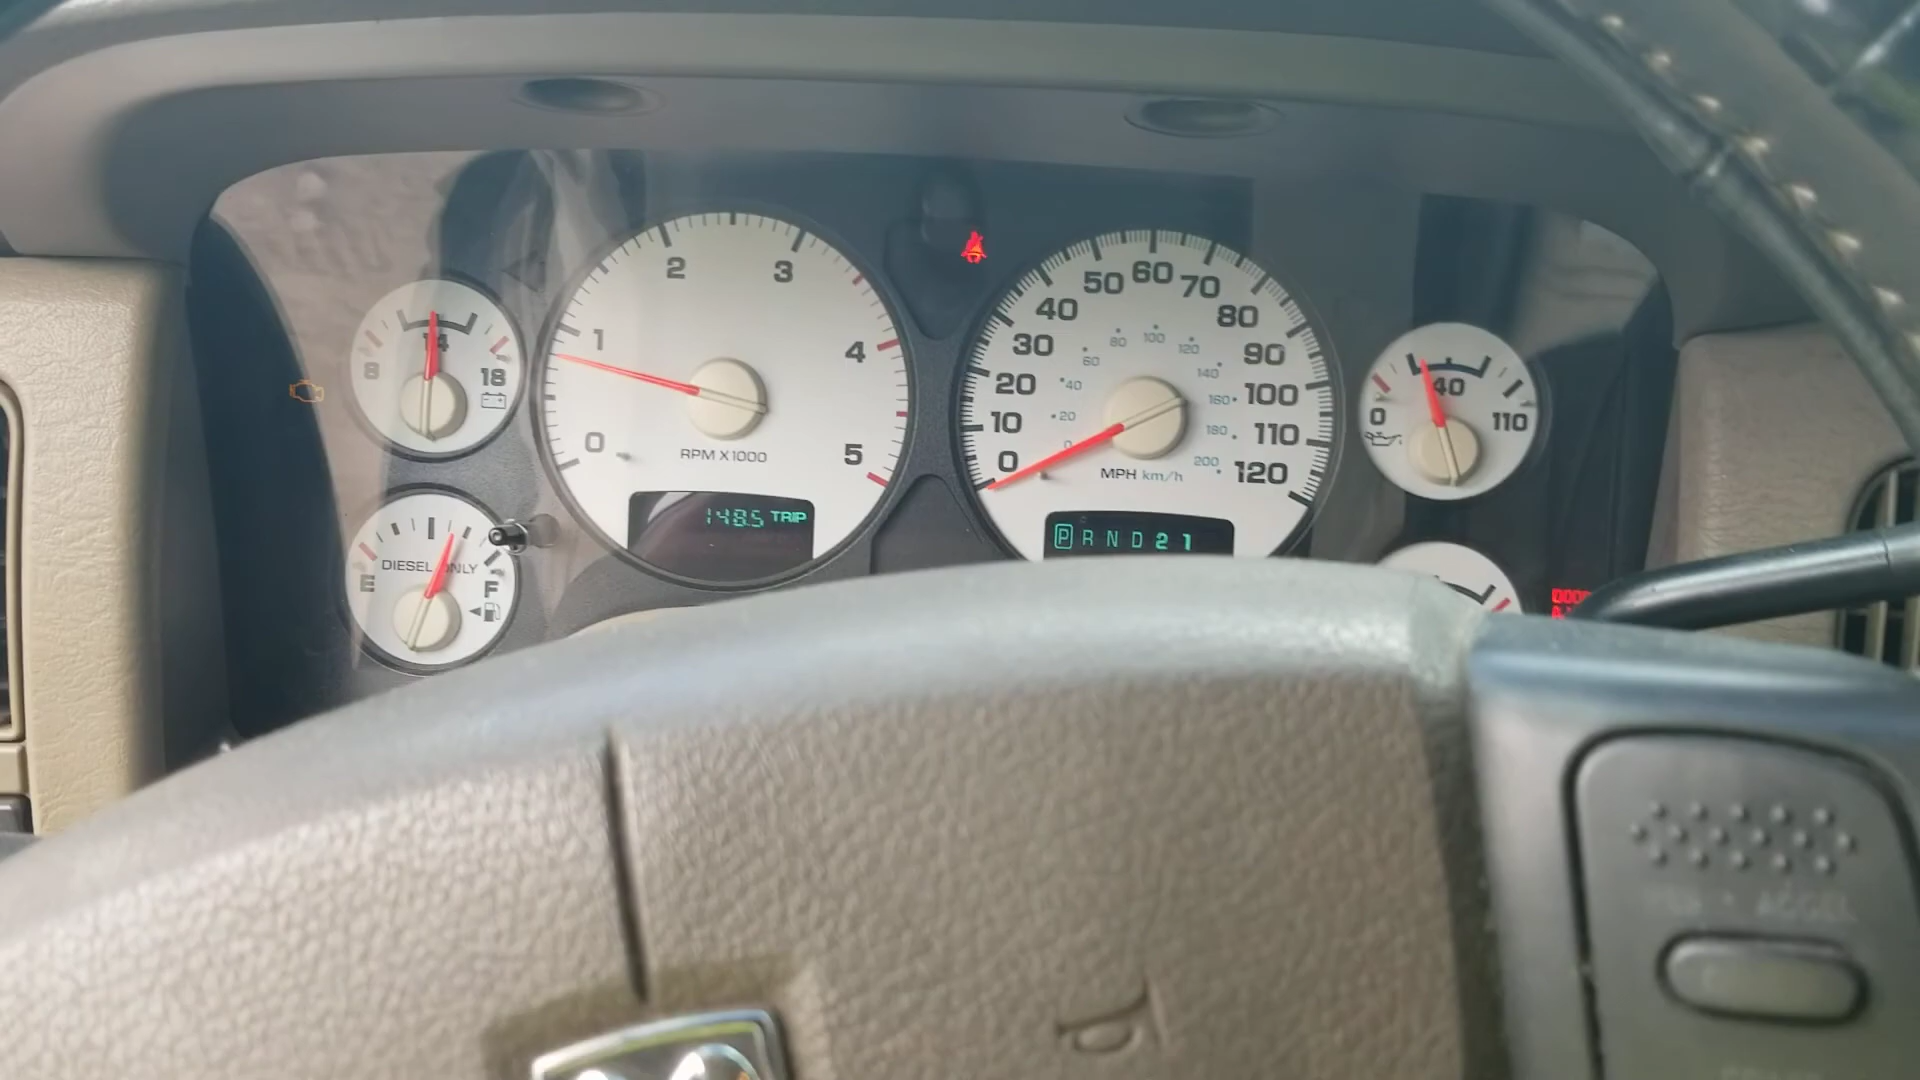 8 14 18
0 1 2 3 4 5
RPM X1000
148.5 TRIP
E DIESEL ONLY F
0 10 20 30 40 50 60 70 80 90 100 110 120
0 20 40 60 80 100 120 140 160 180 200
MPH km/h
P R N D 2 1
0 40 110
ACCEL